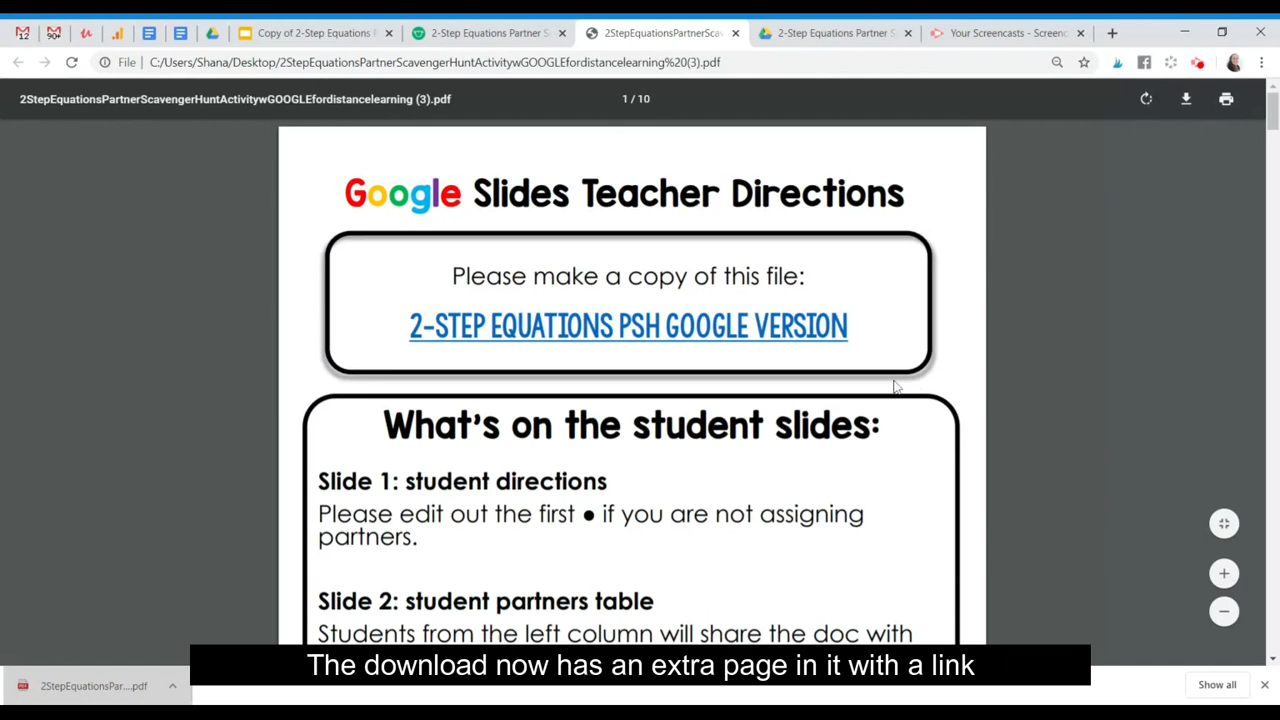 12
90+
Copy of 2-Step Equations F
2-Step Equations Partner S
2StepEquationsPartnerScav
2-Step Equations Partner S
Your Screencasts - Screenc
File
C:/Users/Shana/Desktop/2StepEquationsPartnerScavengerHuntActivitywGOOGLEfordistancelearning%20(3).pdf
2StepEquationsPartnerScavengerHuntActivitywGOOGLEfordistancelearning (3).pdf
1 / 10
Google Slides Teacher Directions
Please make a copy of this file:
2-STEP EQUATIONS PSH GOOGLE VERSION
What's on the student slides:
Slide 1: student directions
Please edit out the first ● if you are not assigning
partners.
Slide 2: student partners table
Students from the left column will share the doc with
The download now has an extra page in it with a link
2StepEquationsPar....pdf
Show all